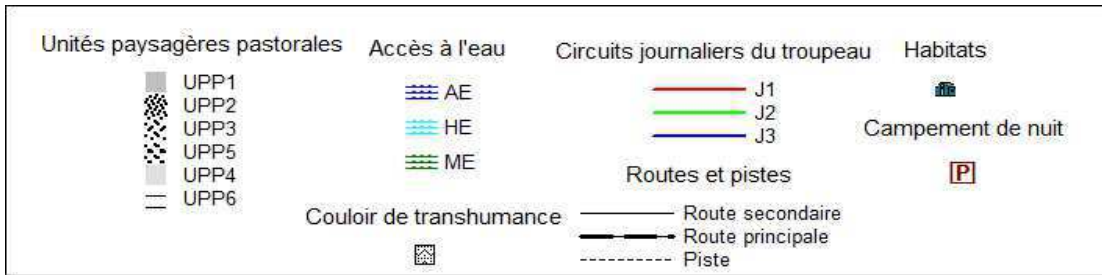 Unités paysagères pastorales
UPP1
UPP2
UPP3
UPP5
UPP4
UPP6
Accès à l'eau
AE
HE
ME
Couloir de transhumance
Circuits journaliers du troupeau
J1
J2
J3
Routes et pistes
Route secondaire
Route principale
Piste
Habitats
Campement de nuit
P